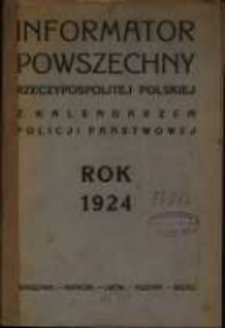 INFORMATOR
POWSZECHNY
RZECZYPOSPOLITEJ POLSKIEJ
Z KALENDARZEM
POLICJI PAŃSTWOWEJ
ROK
1924